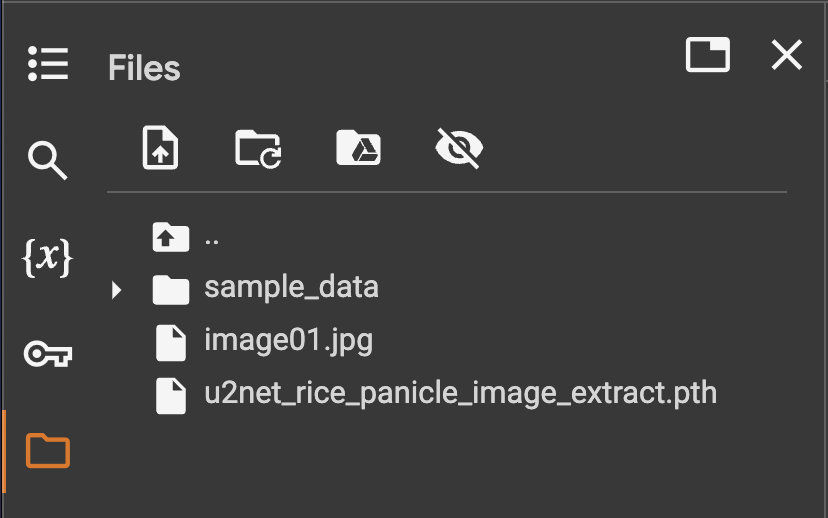 Files
{x}
..
sample_data
image01.jpg
u2net_rice_panicle_image_extract.pth